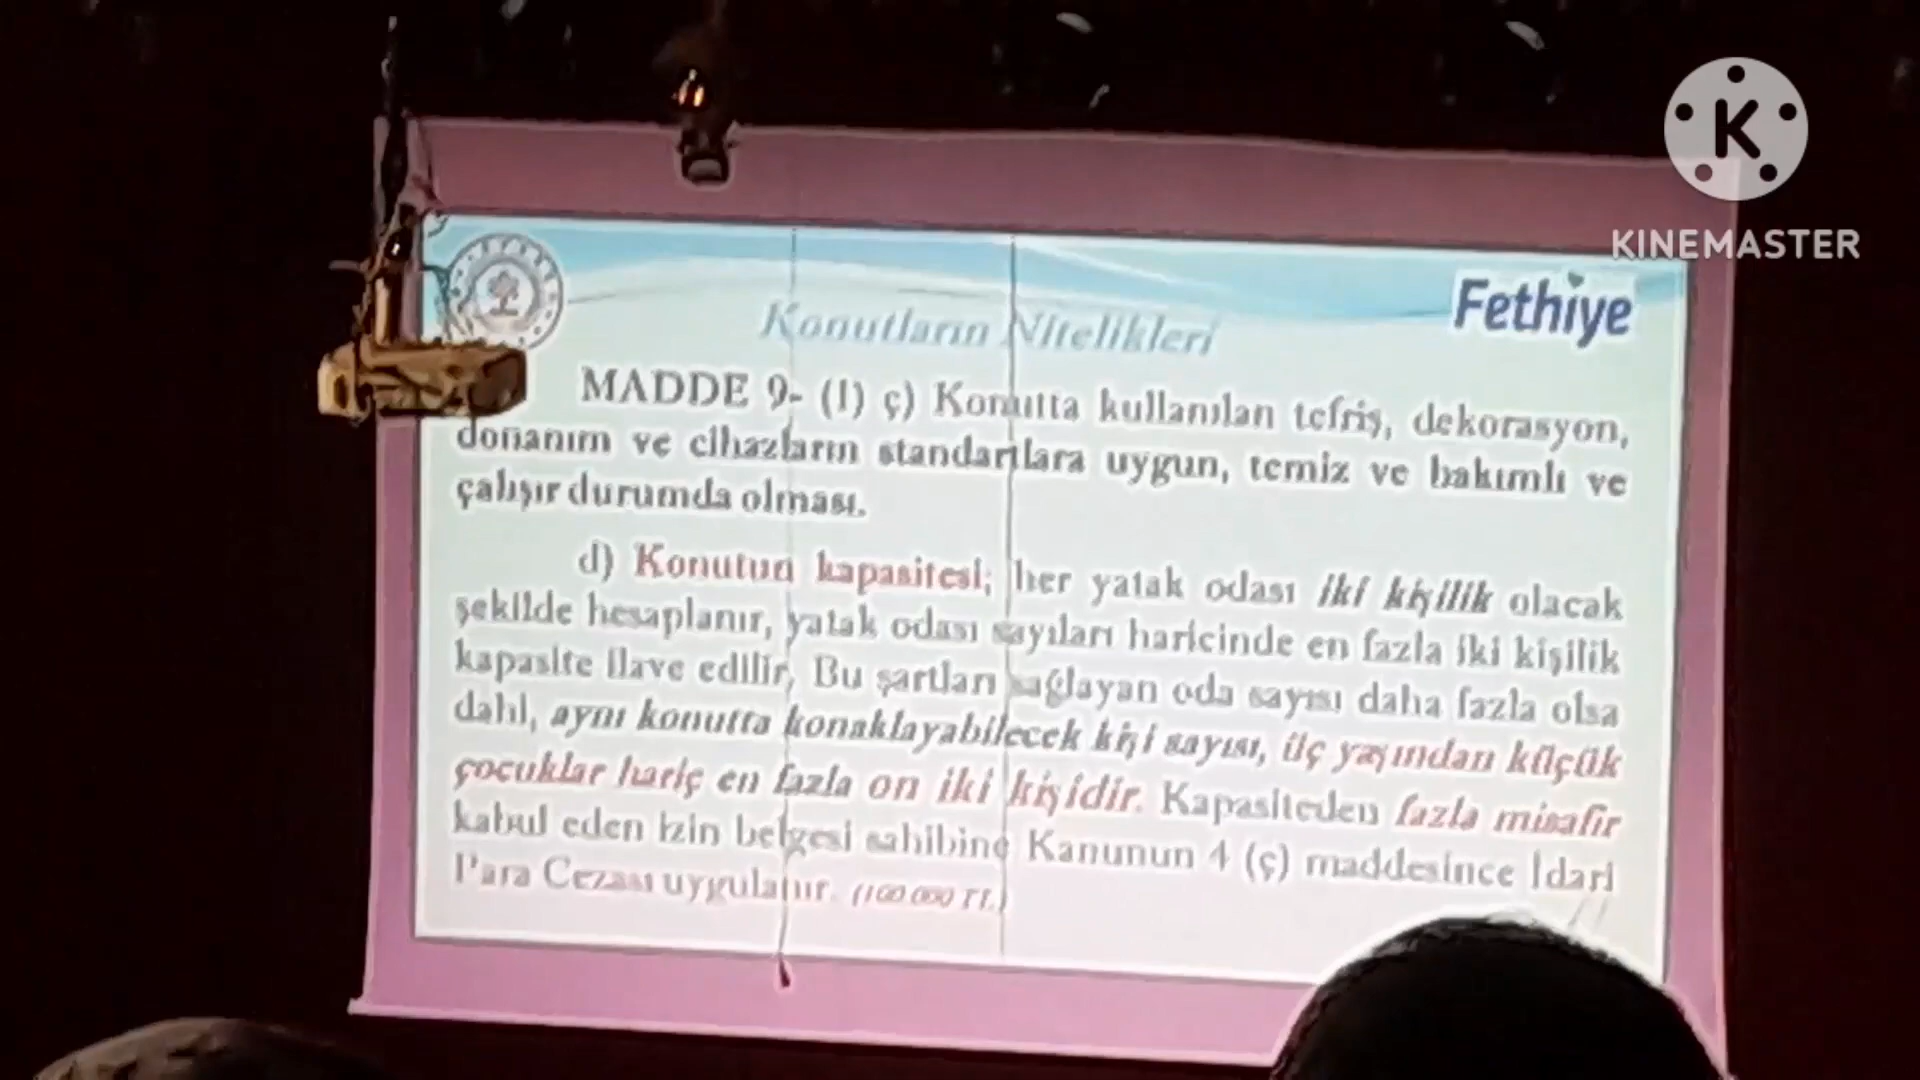 KINEMASTER
Fethiye
Konutların Nitelikleri
MADDE 9- (1) ç) Konutta kullanılan tefriş, dekorasyon,
donanım ve cihazların standartlara uygun, temiz ve bakımlı ve
çalışır durumda olması.
d) Konutun kapasitesi; her yatak odası iki kişilik olacak
şekilde hesaplanır, yatak odası sayıları haricinde en fazla iki kişilik
kapasite ilave edilir. Bu şartları sağlayan oda sayısı daha fazla olsa
dahi, aynı konutta konaklayabilecek kişi sayısı, üç yaşından küçük
çocuklar hariç en fazla on iki kişidir. Kapasiteden fazla misafir
kabul eden izin belgesi sahibine Kanunun 4 (ç) maddesince İdari
Para Cezası uygulanır. (100.000 TL)